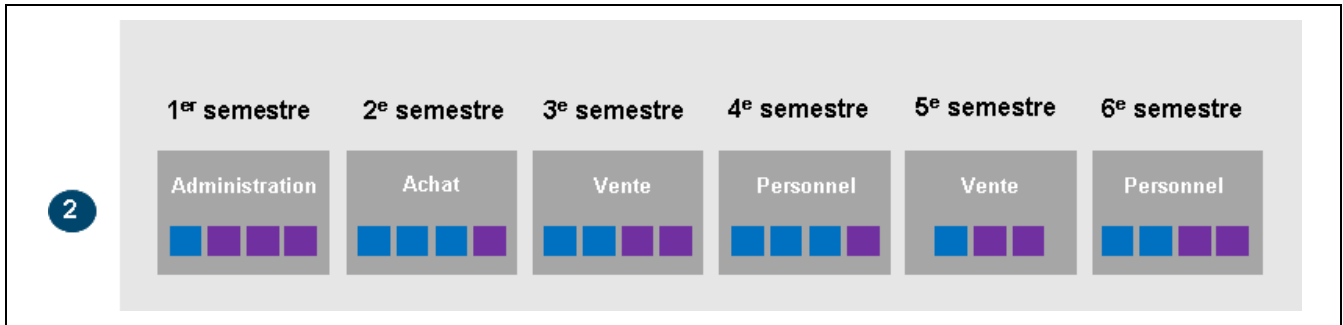 1er semestre 2e semestre 3e semestre 4e semestre 5e semestre 6e semestre
Administration Achat Vente Personnel Vente Personnel
2